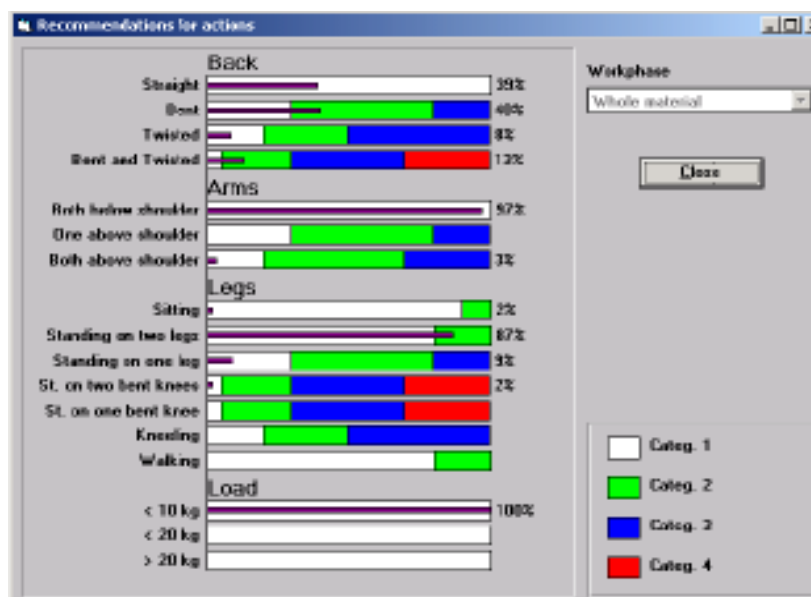 Recommendations for actions
Back
Straight 39%
Bent 40%
Twisted 8%
Bent and Twisted 13%
Arms
Both below shoulder 97%
One above shoulder
Both above shoulder 3%
Legs
Sitting 2%
Standing on two legs 87%
Standing on one leg 9%
St. on two bent knees 2%
St. on one bent knee
Kneeling
Walking
Load
< 10 kg 100%
< 20 kg
> 20 kg
Workphase
Whole material
Close
Categ. 1
Categ. 2
Categ. 3
Categ. 4